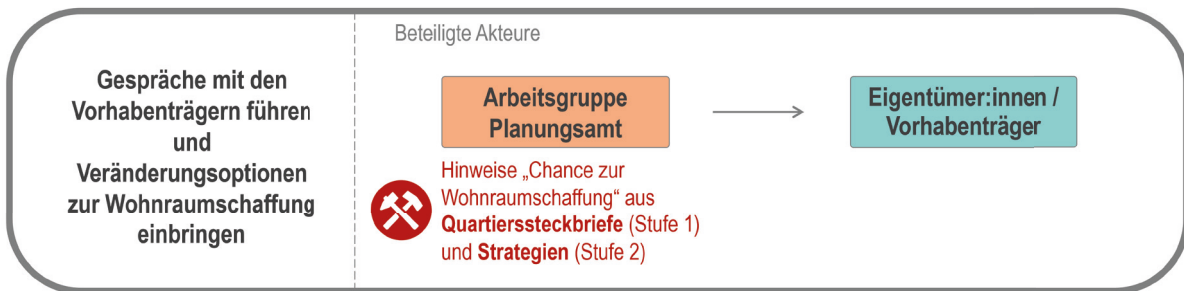 Gespräche mit den
Vorhabenträgern führen
und
Veränderungsoptionen
zur Wohnraumschaffung
einbringen
Beteiligte Akteure
Arbeitsgruppe
Planungsamt
Hinweise „Chance zur
Wohnraumschaffung“ aus
Quartierssteckbriefe (Stufe 1)
und Strategien (Stufe 2)
Eigentümer:innen /
Vorhabenträger